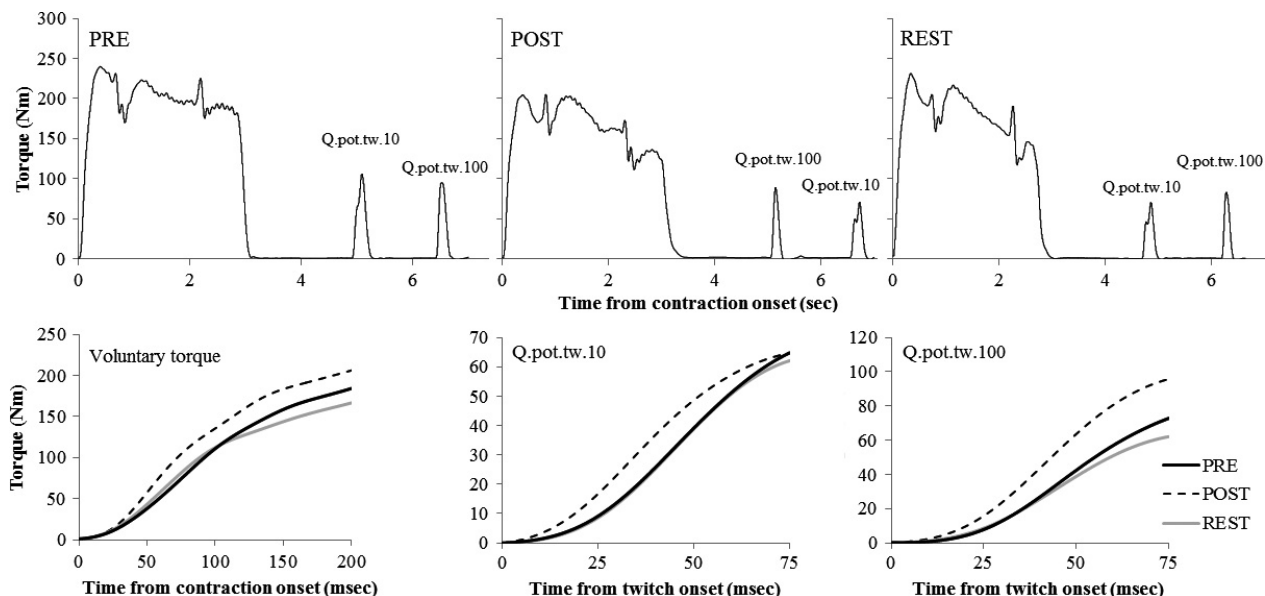 300
250
200
150
100
50
0
Torque (Nm)
PRE
Q.pot.tw.10
Q.pot.tw.100
0 2 4 6
POST
Q.pot.tw.100
Q.pot.tw.10
0 2 4 6
REST
Q.pot.tw.100
Q.pot.tw.10
0 2 4 6
Time from contraction onset (sec)
250
200
150
100
50
0
Torque (Nm)
Voluntary torque
0 50 100 150 200
Time from contraction onset (msec)
70
60
50
40
30
20
10
0
Q.pot.tw.10
0 25 50 75
Time from twitch onset (msec)
120
100
80
60
40
20
0
Q.pot.tw.100
PRE
POST
REST
0 25 50 75
Time from twitch onset (msec)